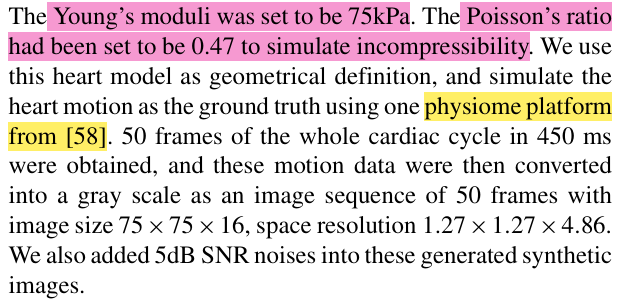 The Young's moduli was set to be 75kPa. The Poisson's ratio
had been set to be 0.47 to simulate incompressibility. We use
this heart model as geometrical definition, and simulate the
heart motion as the ground truth using one physiome platform
from [58]. 50 frames of the whole cardiac cycle in 450 ms
were obtained, and these motion data were then converted
into a gray scale as an image sequence of 50 frames with
image size 75 × 75 × 16, space resolution 1.27 × 1.27 × 4.86.
We also added 5dB SNR noises into these generated synthetic
images.